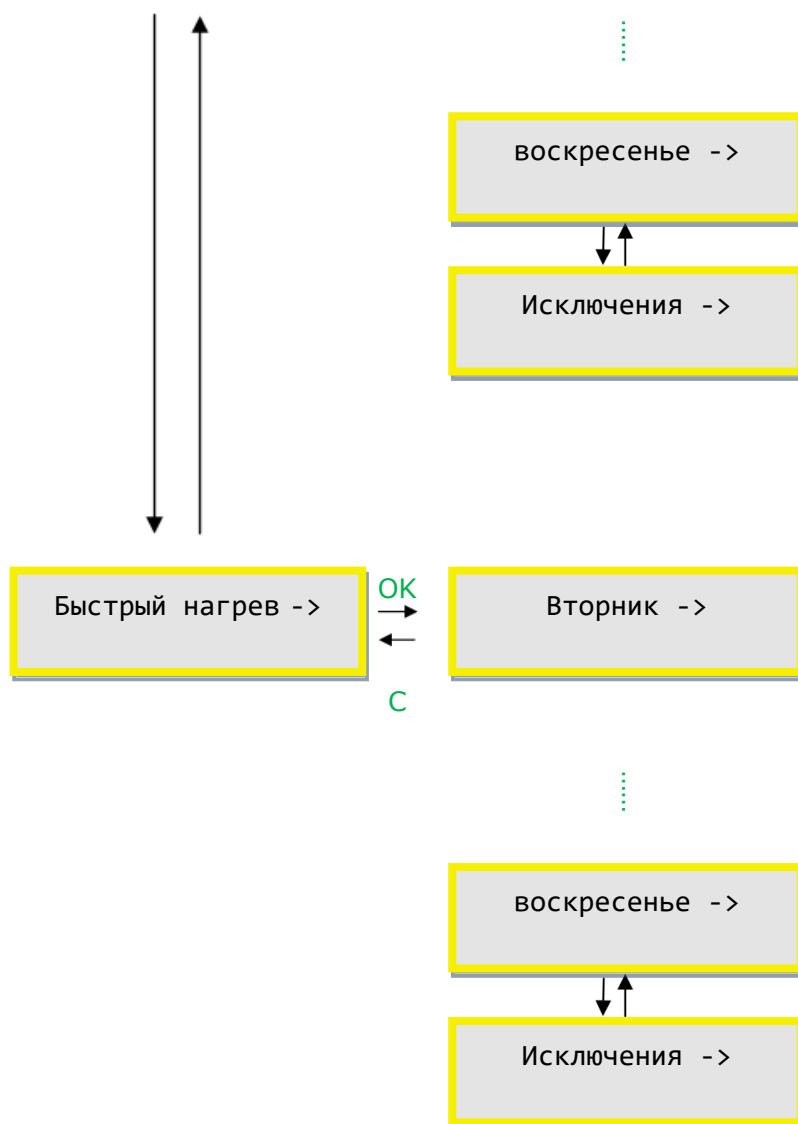 воскресенье ->
Исключения ->
Быстрый нагрев ->
OK
C
Вторник ->
воскресенье ->
Исключения ->